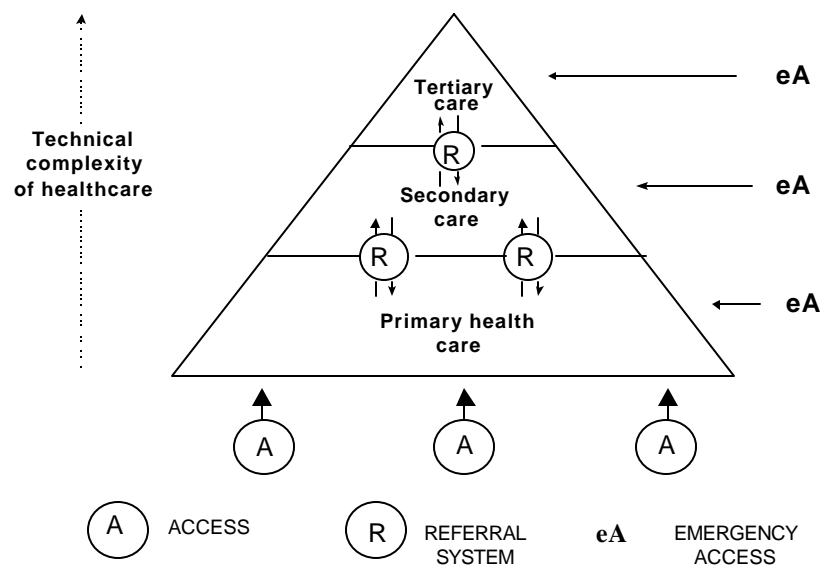 Tertiary
care
eA
R
Technical
complexity
of healthcare
Secondary
care
eA
R
R
Primary health
care
eA
A
A
A
A
ACCESS
R
REFERRAL
SYSTEM
eA
EMERGENCY
ACCESS